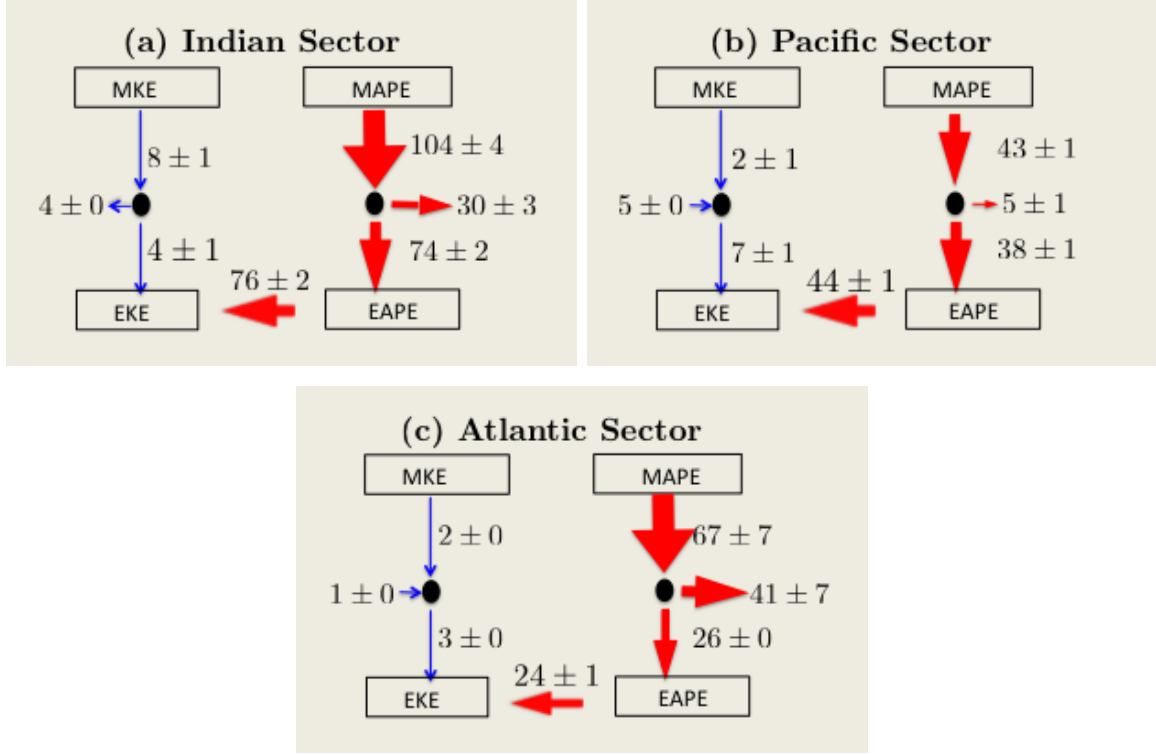 (a) Indian Sector
MKE
MAPE
8 ± 1
104 ± 4
4 ± 0
30 ± 3
4 ± 1
74 ± 2
76 ± 2
EKE
EAPE
(b) Pacific Sector
MKE
MAPE
2 ± 1
43 ± 1
5 ± 0
5 ± 1
7 ± 1
38 ± 1
44 ± 1
EKE
EAPE
(c) Atlantic Sector
MKE
MAPE
2 ± 0
67 ± 7
1 ± 0
41 ± 7
3 ± 0
26 ± 0
24 ± 1
EKE
EAPE